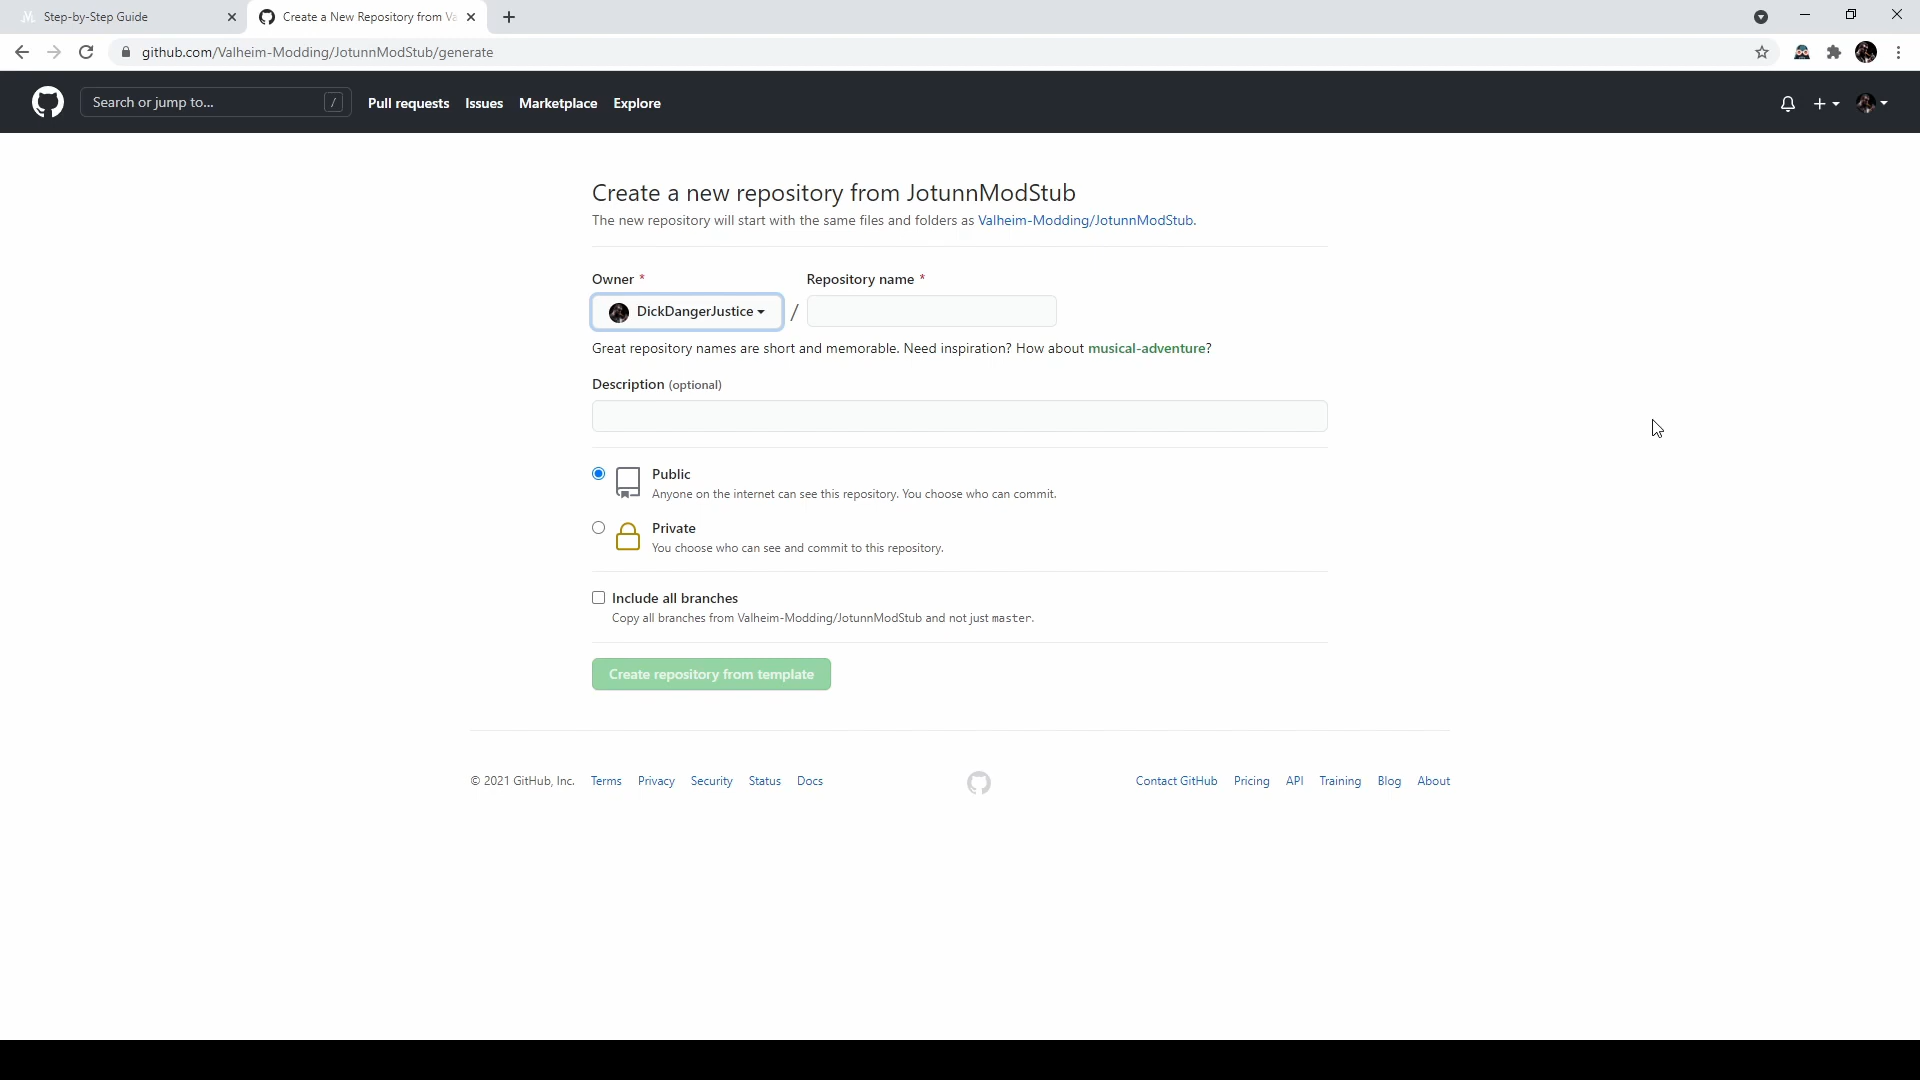 Step-by-Step Guide
Create a New Repository from Va
github.com/Valheim-Modding/JotunnModStub/generate
Search or jump to...
/
Pull requests
Issues
Marketplace
Explore
Create a new repository from JotunnModStub
The new repository will start with the same files and folders as Valheim-Modding/JotunnModStub.
Owner *
Repository name *
DickDangerJustice
/
Great repository names are short and memorable. Need inspiration? How about musical-adventure?
Description (optional)
Public
Anyone on the internet can see this repository. You choose who can commit.
Private
You choose who can see and commit to this repository.
Include all branches
Copy all branches from Valheim-Modding/JotunnModStub and not just master.
Create repository from template
© 2021 GitHub, Inc.
Terms
Privacy
Security
Status
Docs
Contact GitHub
Pricing
API
Training
Blog
About